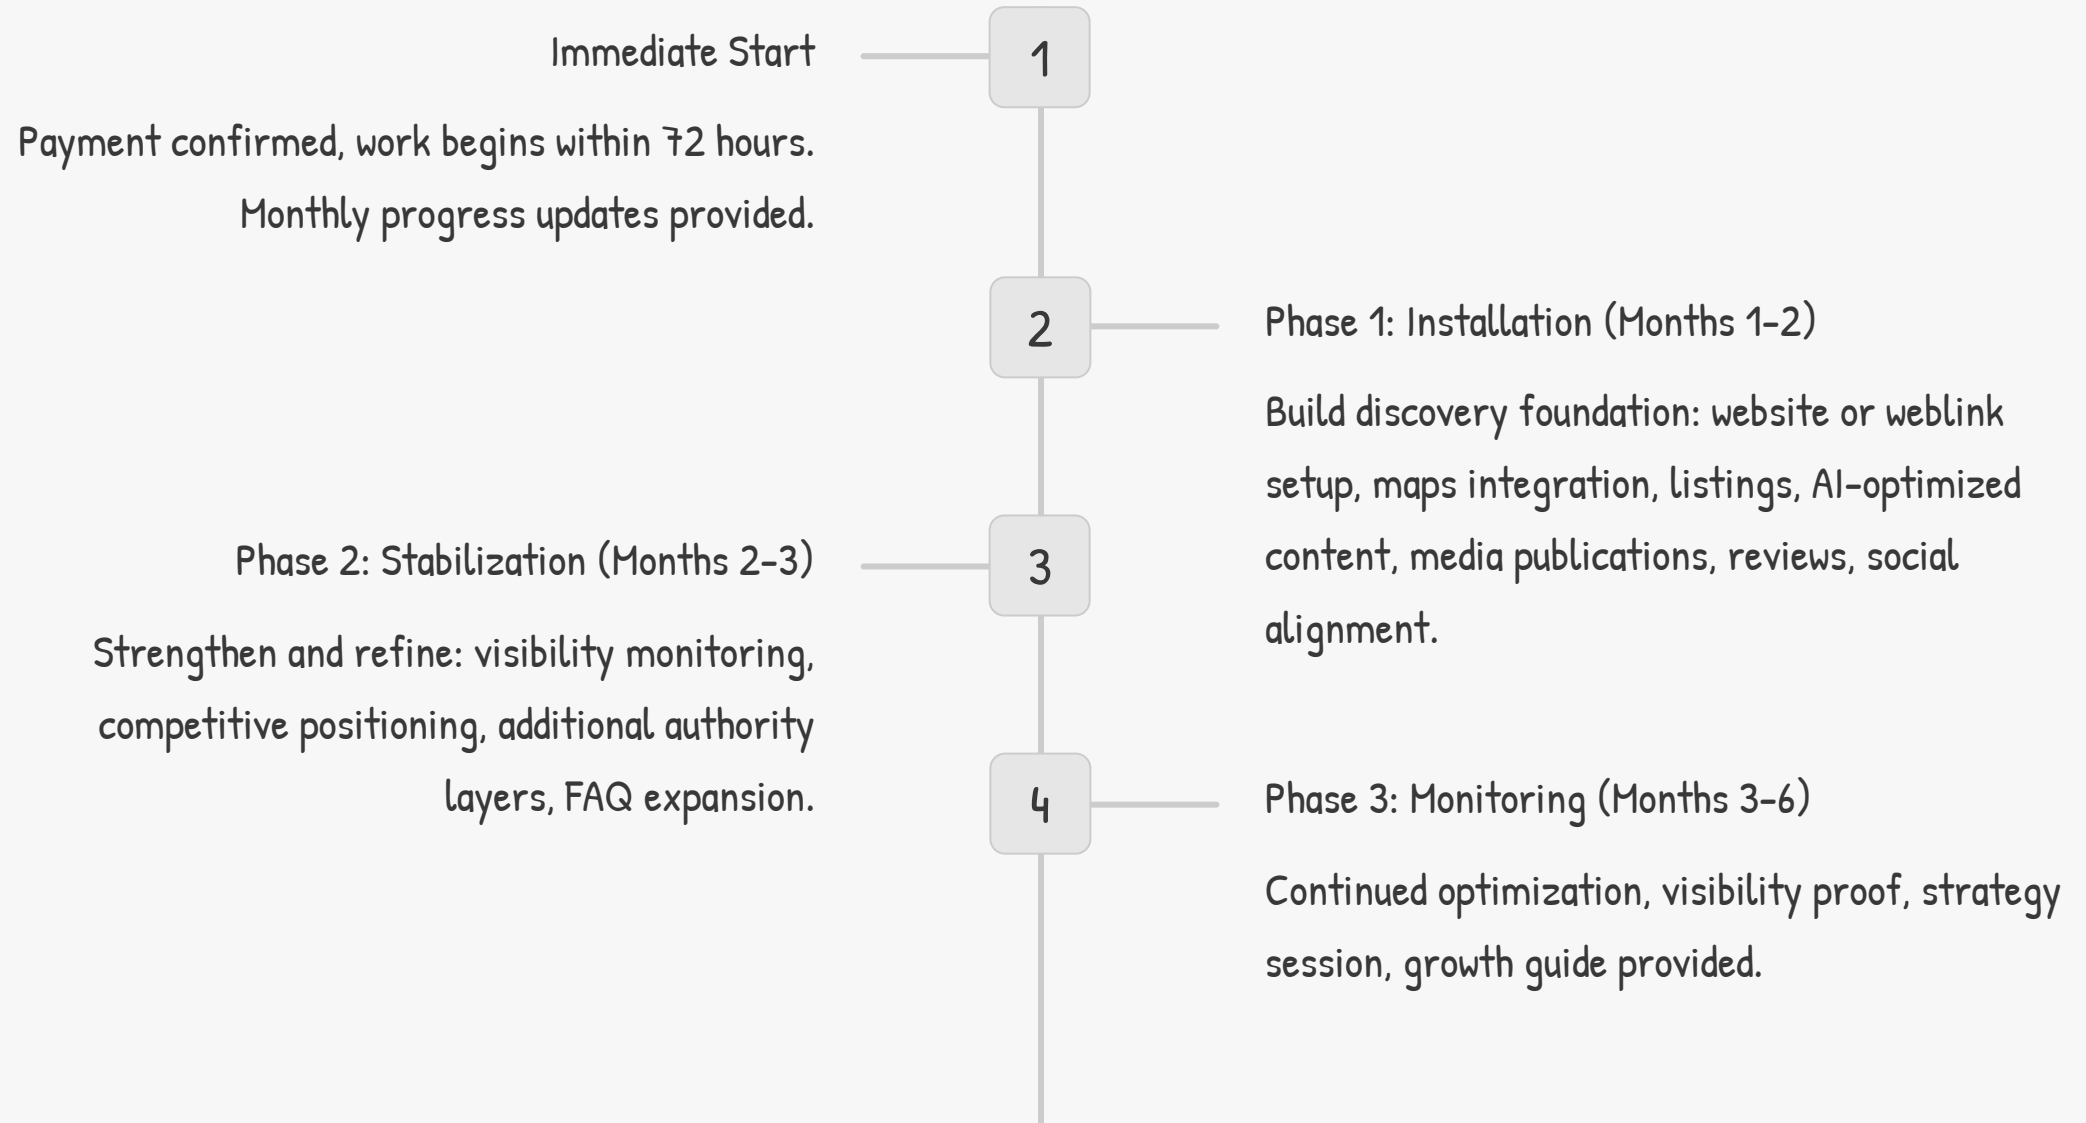 1
Immediate Start
Payment confirmed, work begins within 72 hours.
Monthly progress updates provided.
2
Phase 1: Installation (Months 1-2)
Build discovery foundation: website or weblink
setup, maps integration, listings, AI-optimized
content, media publications, reviews, social
alignment.
3
Phase 2: Stabilization (Months 2-3)
Strengthen and refine: visibility monitoring,
competitive positioning, additional authority
layers, FAQ expansion.
4
Phase 3: Monitoring (Months 3-6)
Continued optimization, visibility proof, strategy
session, growth guide provided.